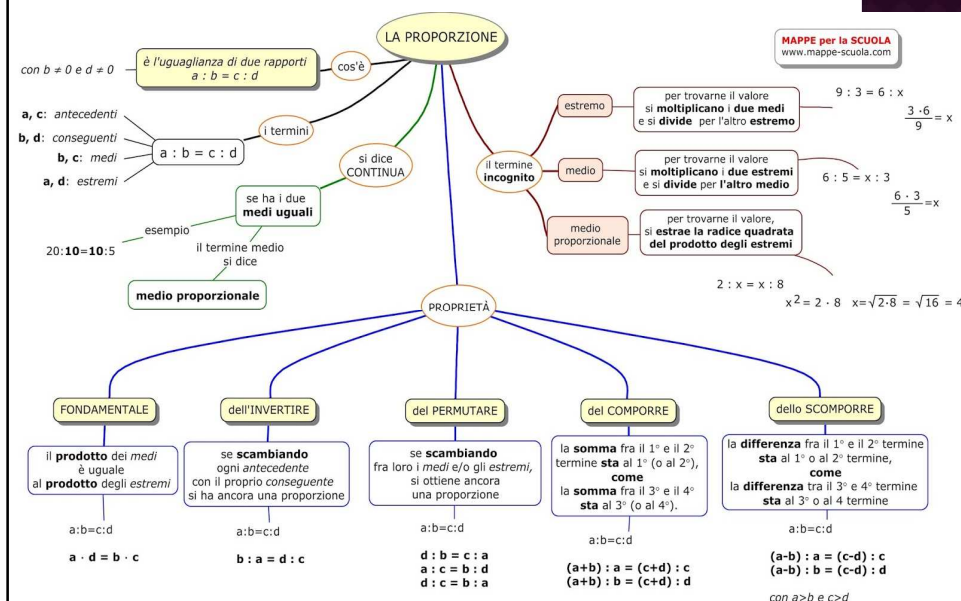 LA PROPORZIONE
MAPPE per la SCUOLA
www.mappe-scuola.com
cos'è
è l'uguaglianza di due rapporti
a : b = c : d
con b ≠ 0 e d ≠ 0
i termini
a : b = c : d
a, c: antecedenti
b, d: conseguenti
b, c: medi
a, d: estremi
si dice
CONTINUA
se ha i due
medi uguali
esempio
20:10=10:5
il termine medio
si dice
medio proporzionale
il termine
incognito
estremo
per trovarne il valore
si moltiplicano i due medi
e si divide per l'altro estremo
9 : 3 = 6 : x
3 ·6
9
= x
medio
per trovarne il valore
si moltiplicano i due estremi
e si divide per l'altro medio
6 : 5 = x : 3
6 · 3
5
=x
medio
proporzionale
per trovarne il valore,
si estrae la radice quadrata
del prodotto degli estremi
2 : x = x : 8
x² = 2 · 8 x=√2·8 = √16 = 4
PROPRIETÀ
FONDAMENTALE
il prodotto dei medi
è uguale
al prodotto degli estremi
a:b=c:d
a · d = b · c
dell'INVERTIRE
se scambiando
ogni antecedente
con il proprio conseguente
si ha ancora una proporzione
a:b=c:d
b : a = d : c
del PERMUTARE
se scambiando
fra loro i medi e/o gli estremi,
si ottiene ancora
una proporzione
a:b=c:d
d : b = c : a
a : c = b : d
d : c = b : a
del COMPORRE
la somma fra il 1° e il 2°
termine sta al 1° (o al 2°),
come
la somma fra il 3° e il 4°
sta al 3° (o al 4°).
a:b=c:d
(a+b) : a = (c+d) : c
(a+b) : b = (c+d) : d
dello SCOMPORRE
la differenza fra il 1° e il 2° termine
sta al 1° o al 2° termine,
come
la differenza tra il 3° e 4° termine
sta al 3° o al 4 termine
a:b=c:d
(a-b) : a = (c-d) : c
(a-b) : b = (c-d) : d
con a>b e c>d